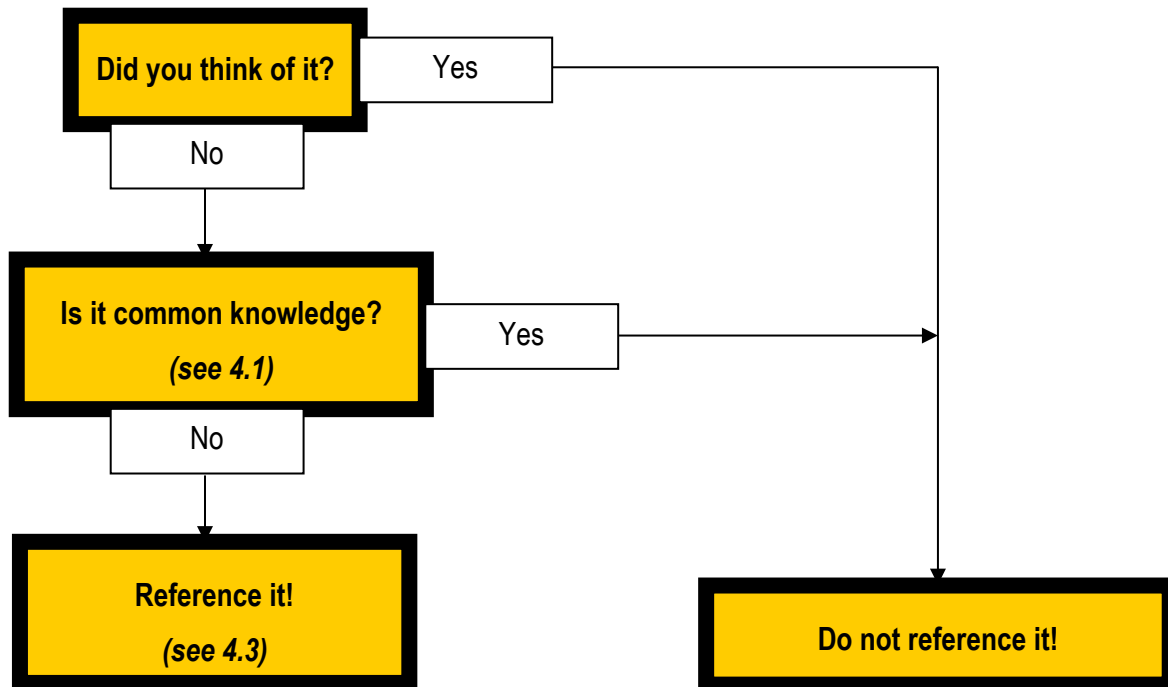 Did you think of it?
Yes
No
Is it common knowledge?
(see 4.1)
Yes
No
Reference it!
(see 4.3)
Do not reference it!